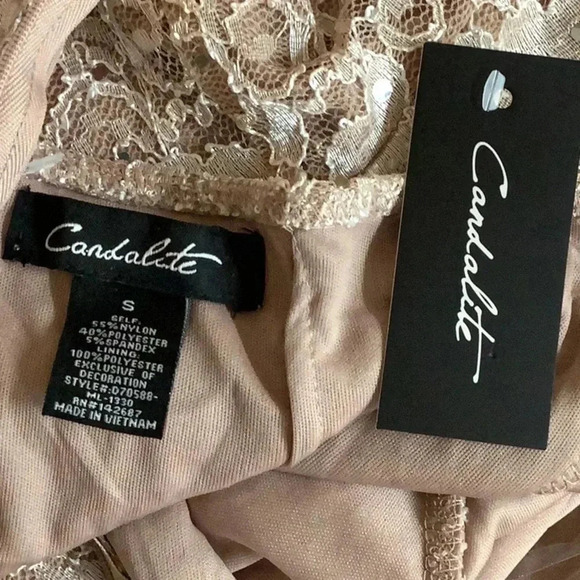 Candalite
S
SELF:
55%NYLON
40%POLYESTER
5%SPANDEX
LINING:
100%POLYESTER
EXCLUSIVE OF
DECORATION
STYLE#:D70588-
ML-1330
RN#142687
MADE IN VIETNAM
Candalite